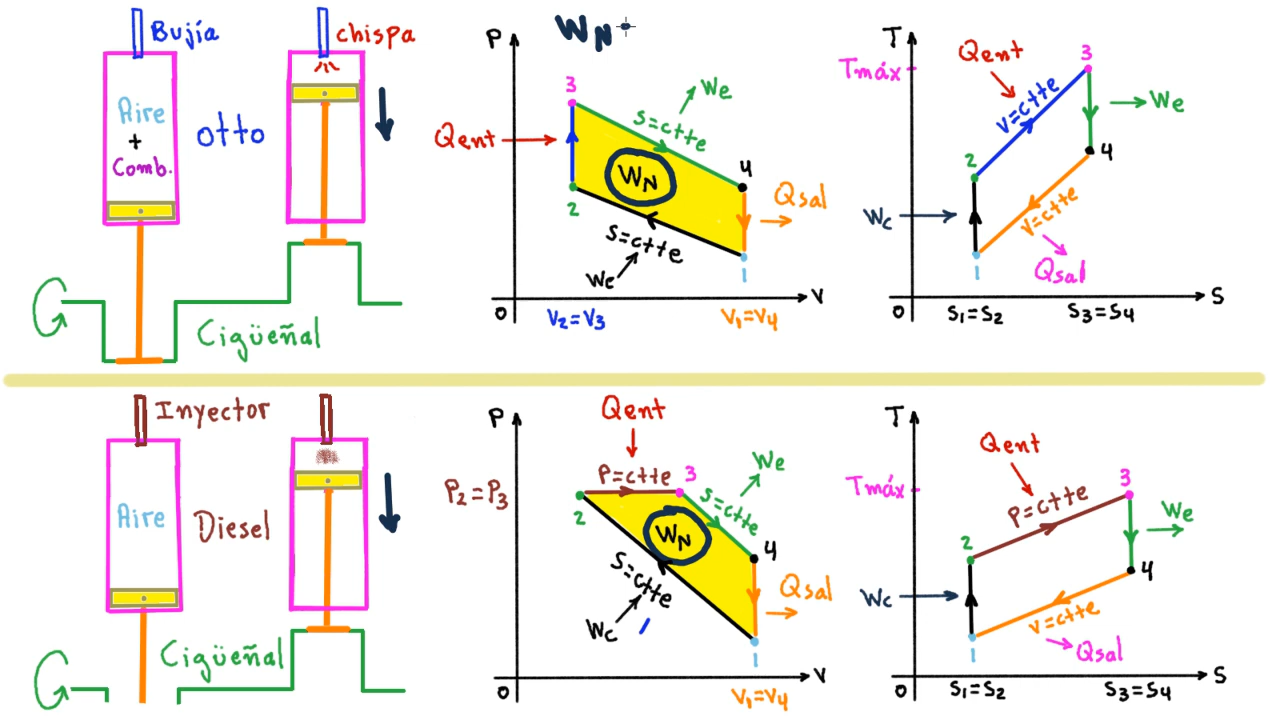 Bujía
chispa
Aire
+
Comb.
otto
Cigüeñal
WN
P
3
s=ctte
We
Qent
WN
4
2
Qsal
s=ctte
We
1
0
V
V2=V3
V1=V4
T
Tmáx
Qent
3
v=ctte
We
2
4
Wc
v=ctte
1
Qsal
0
S
S1=S2
S3=S4
Inyector
Aire
Diesel
Cigüeñal
P
Qent
P2=P3
P=ctte
3
We
2
s=ctte
WN
4
s=ctte
Qsal
Wc
1
0
V
V1=V4
T
Qent
Tmáx
3
P=ctte
We
2
4
Wc
v=ctte
1
Qsal
0
S
S1=S2
S3=S4